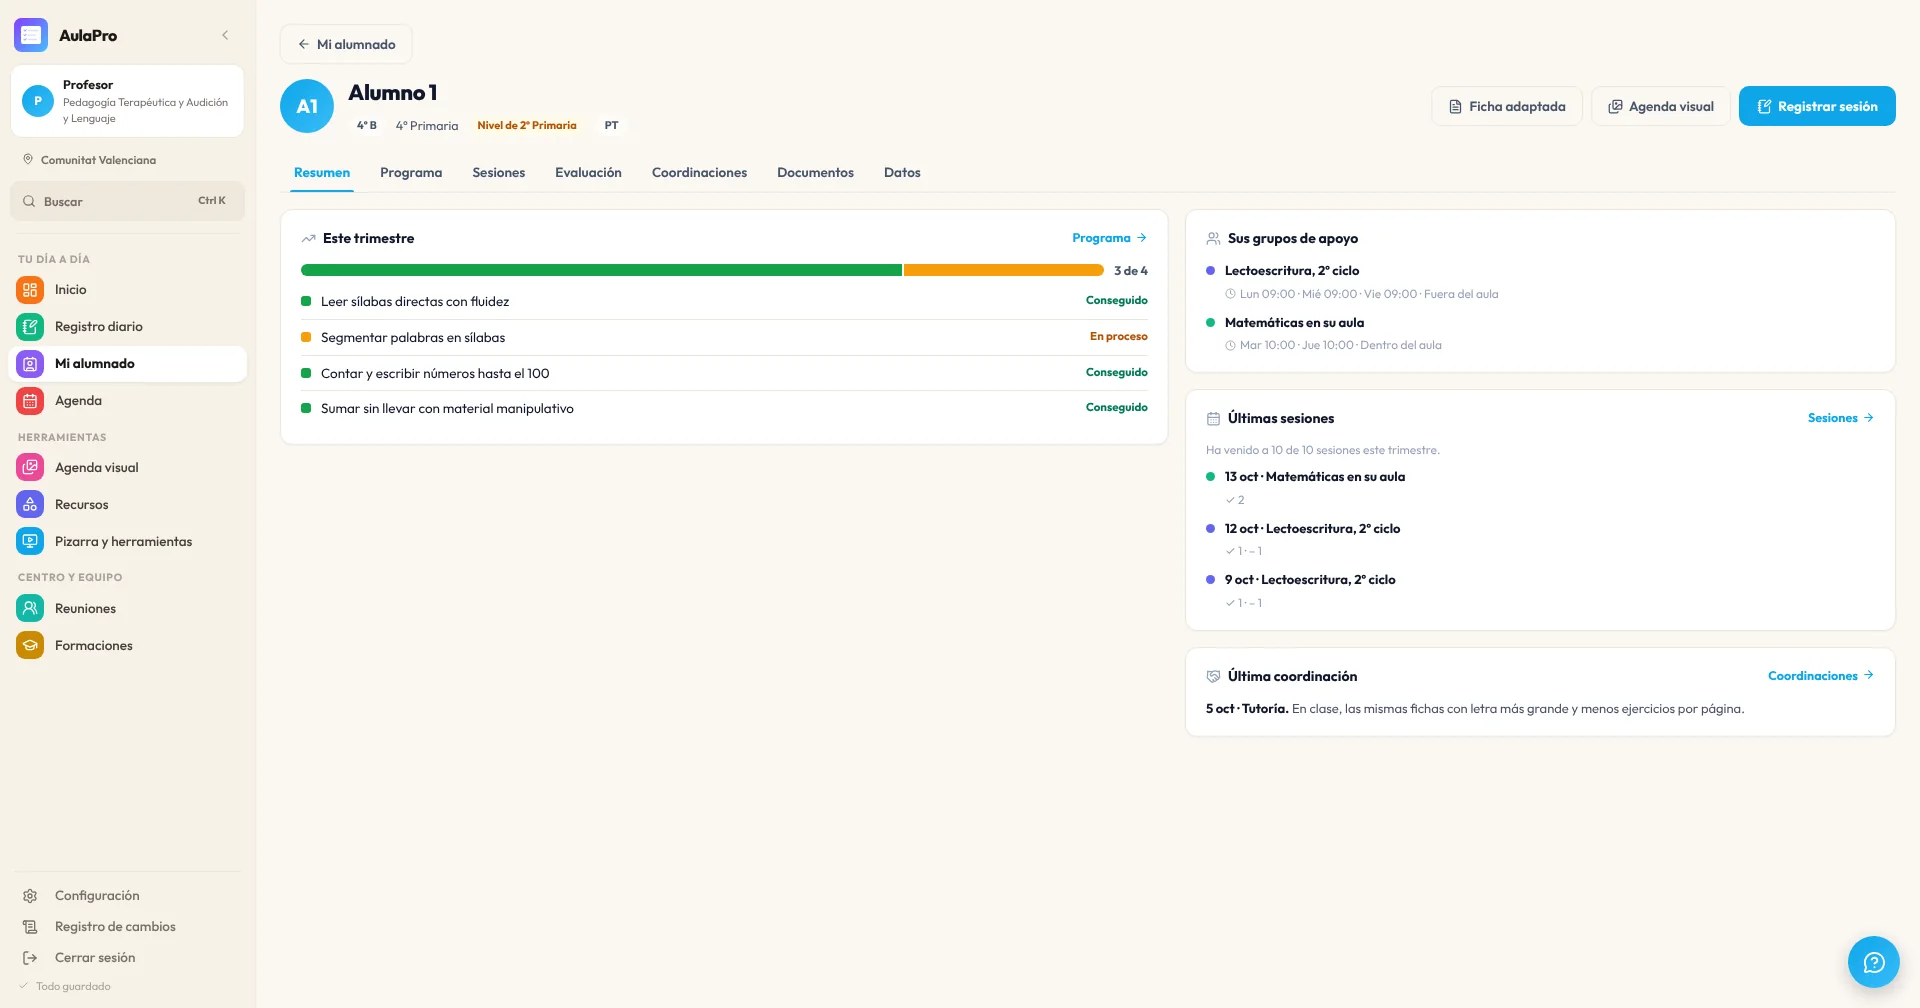 AulaPro
P
Profesor
Pedagogía Terapéutica y Audición
y Lenguaje
Comunitat Valenciana
Buscar Ctrl K
TU DÍA A DÍA
Inicio
Registro diario
Mi alumnado
Agenda
HERRAMIENTAS
Agenda visual
Recursos
Pizarra y herramientas
CENTRO Y EQUIPO
Reuniones
Formaciones
Configuración
Registro de cambios
Cerrar sesión
Todo guardado
Mi alumnado
A1
Alumno 1
4º B 4º Primaria Nivel de 2º Primaria PT
Ficha adaptada
Agenda visual
Registrar sesión
Resumen Programa Sesiones Evaluación Coordinaciones Documentos Datos
Este trimestre Programa →
3 de 4
Leer sílabas directas con fluidez Conseguido
Segmentar palabras en sílabas En proceso
Contar y escribir números hasta el 100 Conseguido
Sumar sin llevar con material manipulativo Conseguido
Sus grupos de apoyo
Lectoescritura, 2º ciclo
Lun 09:00 · Mié 09:00 · Vie 09:00 · Fuera del aula
Matemáticas en su aula
Mar 10:00 · Jue 10:00 · Dentro del aula
Últimas sesiones Sesiones →
Ha venido a 10 de 10 sesiones este trimestre.
13 oct · Matemáticas en su aula
✓ 2
12 oct · Lectoescritura, 2º ciclo
✓ 1 · – 1
9 oct · Lectoescritura, 2º ciclo
✓ 1 · – 1
Última coordinación Coordinaciones →
5 oct · Tutoría. En clase, las mismas fichas con letra más grande y menos ejercicios por página.